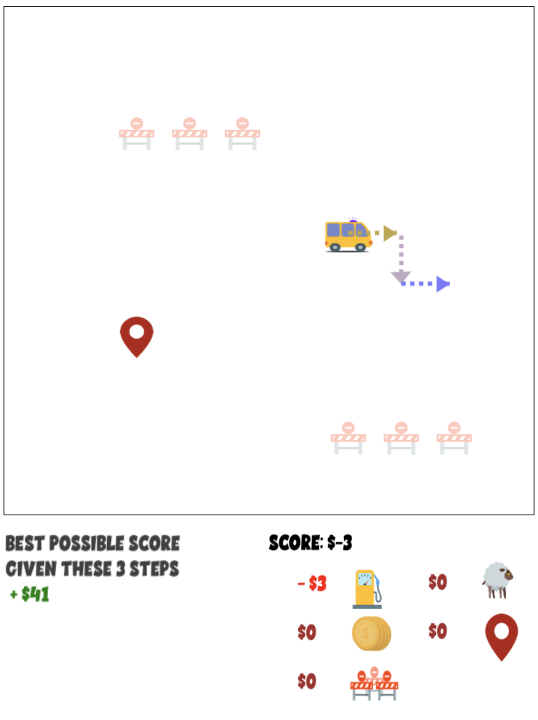 BEST POSSIBLE SCORE
GIVEN THESE 3 STEPS
+ $41
SCORE: $-3
- $3
$0
$0
$0
$0